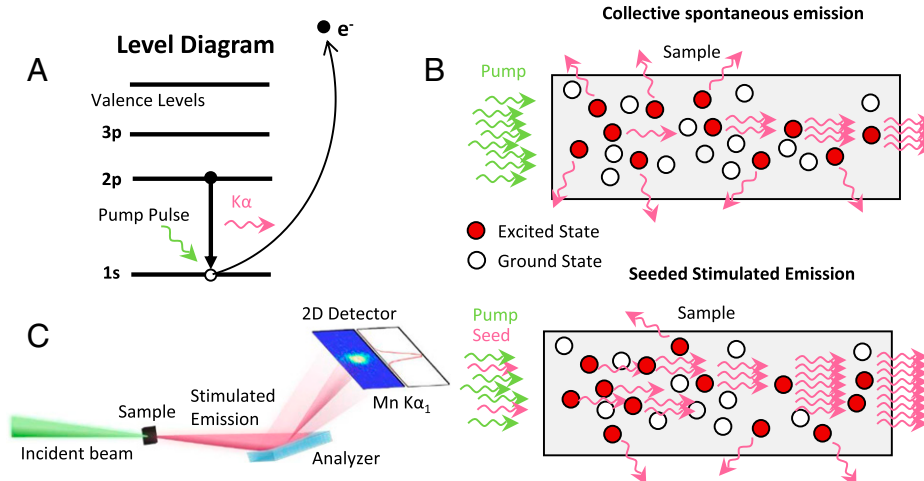 A
Level Diagram
e⁻
Valence Levels
3p
2p
Kα
Pump Pulse
1s
B
Collective spontaneous emission
Sample
Pump
Excited State
Ground State
Seeded Stimulated Emission
Pump
Seed
Sample
C
2D Detector
Stimulated
Emission
Mn Kα₁
Sample
Incident beam
Analyzer